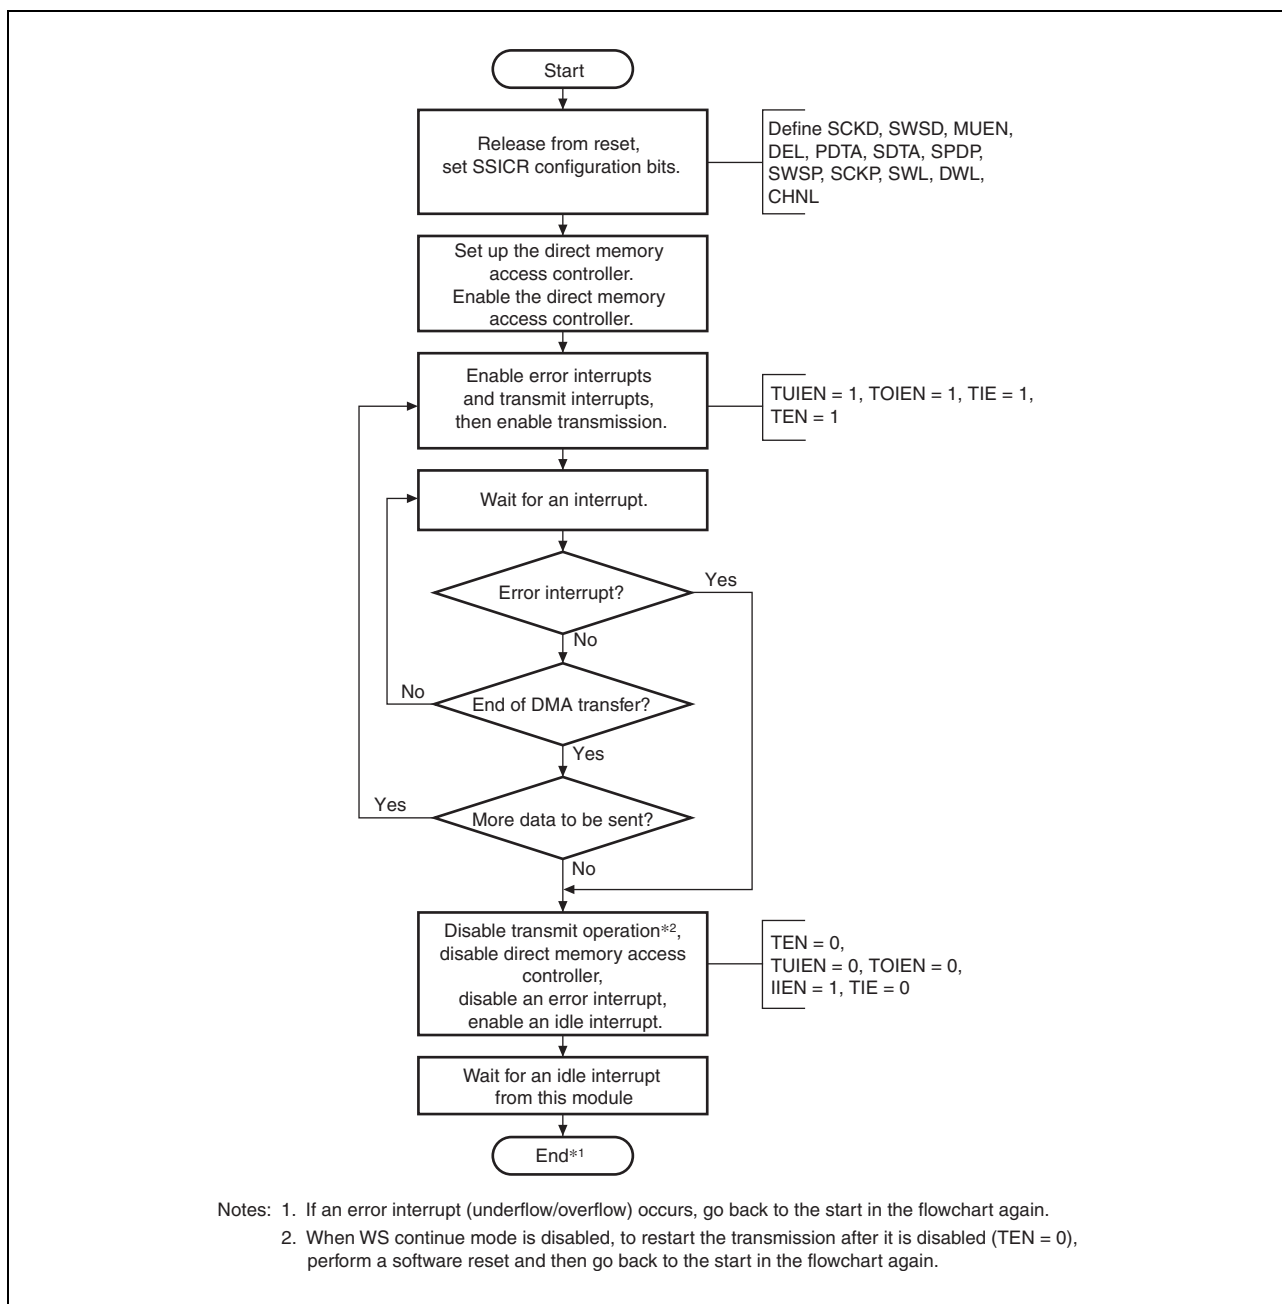 Start
Release from reset,
set SSICR configuration bits.
Define SCKD, SWSD, MUEN,
DEL, PDTA, SDTA, SPDP,
SWSP, SCKP, SWL, DWL,
CHNL
Set up the direct memory
access controller.
Enable the direct memory
access controller.
Enable error interrupts
and transmit interrupts,
then enable transmission.
TUIEN = 1, TOIEN = 1, TIE = 1,
TEN = 1
Wait for an interrupt.
Error interrupt?
Yes
No
End of DMA transfer?
No
Yes
More data to be sent?
Yes
No
Disable transmit operation*2,
disable direct memory access
controller,
disable an error interrupt,
enable an idle interrupt.
TEN = 0,
TUIEN = 0, TOIEN = 0,
IIEN = 1, TIE = 0
Wait for an idle interrupt
from this module
End*1
Notes: 1. If an error interrupt (underflow/overflow) occurs, go back to the start in the flowchart again.
2. When WS continue mode is disabled, to restart the transmission after it is disabled (TEN = 0),
perform a software reset and then go back to the start in the flowchart again.